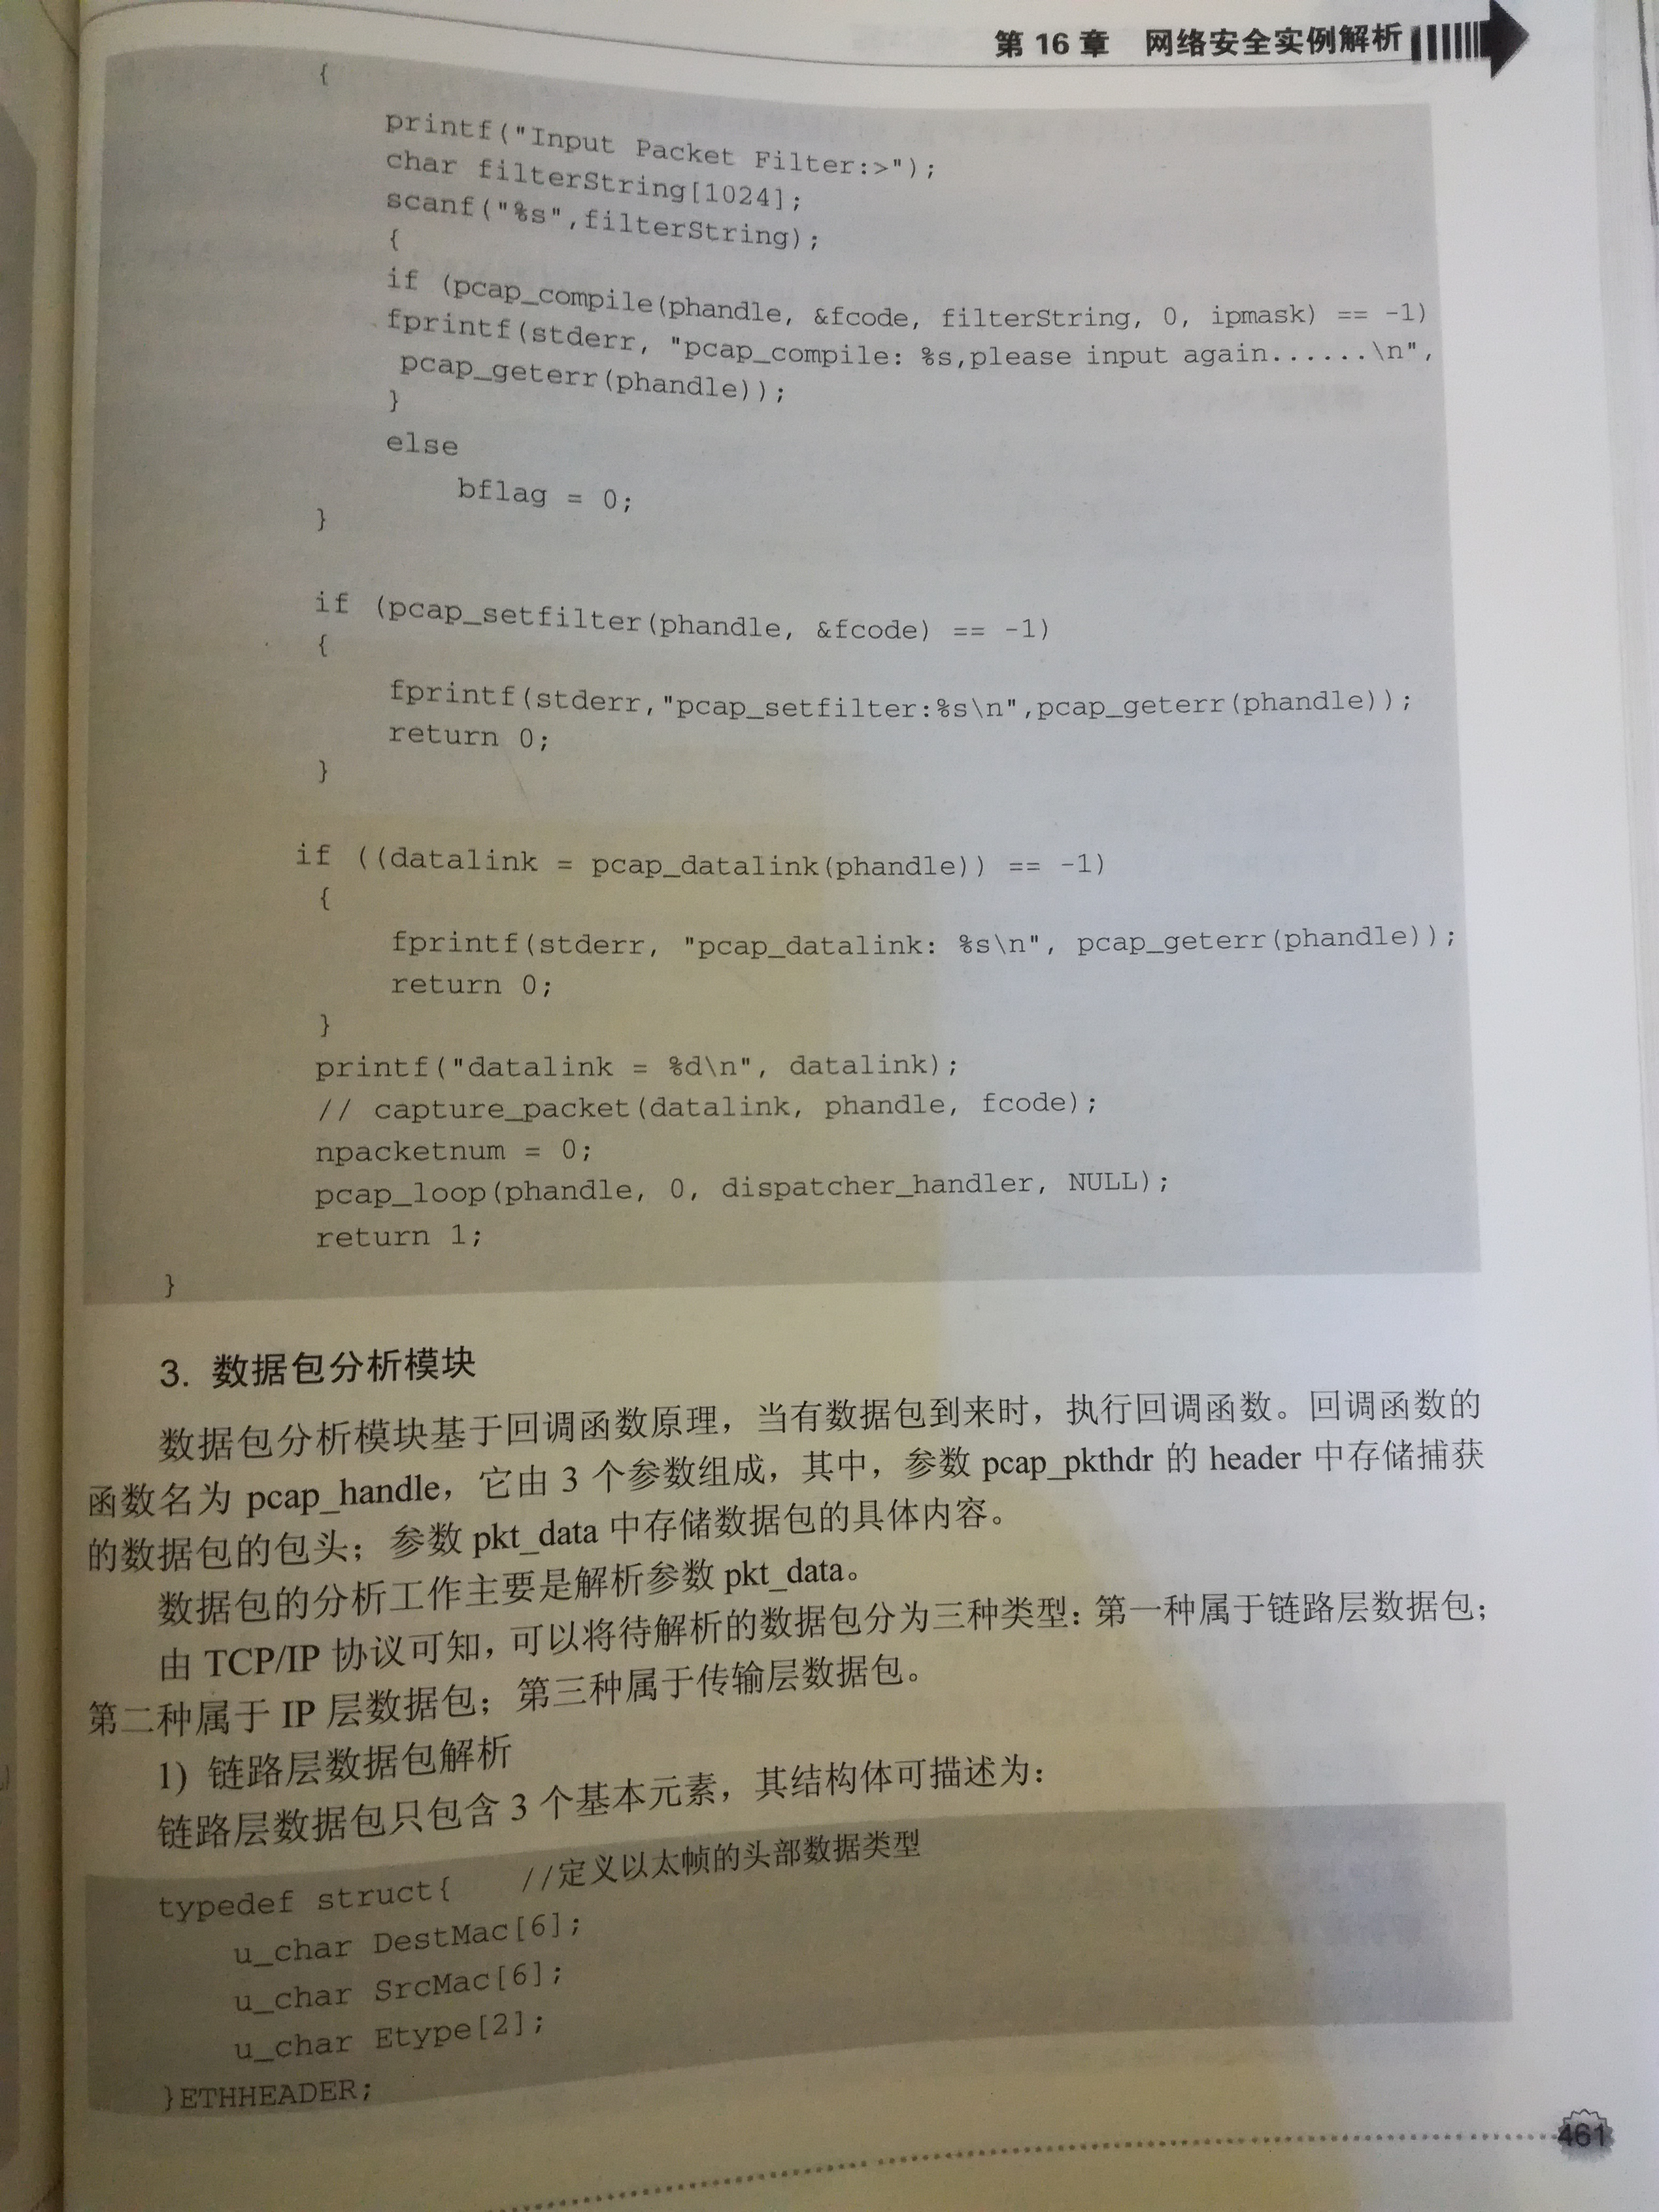 第 16 章 网络安全实例解析
{
printf("Input Packet Filter:>");
char filterString[1024];
scanf("%s",filterString);
{
if (pcap_compile(phandle, &fcode, filterString, 0, ipmask) == -1)
fprintf(stderr, "pcap_compile: %s,please input again......\n",
pcap_geterr(phandle));
}
else
bflag = 0;
}
if (pcap_setfilter(phandle, &fcode) == -1)
{
fprintf(stderr,"pcap_setfilter:%s\n",pcap_geterr(phandle));
return 0;
}
if ((datalink = pcap_datalink(phandle)) == -1)
{
fprintf(stderr, "pcap_datalink: %s\n", pcap_geterr(phandle));
return 0;
}
printf("datalink = %d\n", datalink);
// capture_packet(datalink, phandle, fcode);
npacketnum = 0;
pcap_loop(phandle, 0, dispatcher_handler, NULL);
return 1;
}
3. 数据包分析模块
数据包分析模块基于回调函数原理，当有数据包到来时，执行回调函数。回调函数的
函数名为 pcap_handle，它由 3 个参数组成，其中，参数 pcap_pkthdr 的 header 中存储捕获
的数据包的包头；参数 pkt_data 中存储数据包的具体内容。
数据包的分析工作主要是解析参数 pkt_data。
由 TCP/IP 协议可知，可以将待解析的数据包分为三种类型：第一种属于链路层数据包；
第二种属于 IP 层数据包；第三种属于传输层数据包。
1) 链路层数据包解析
链路层数据包只包含 3 个基本元素，其结构体可描述为：
typedef struct{ //定义以太帧的头部数据类型
u_char DestMac[6];
u_char SrcMac[6];
u_char Etype[2];
}ETHHEADER;
461